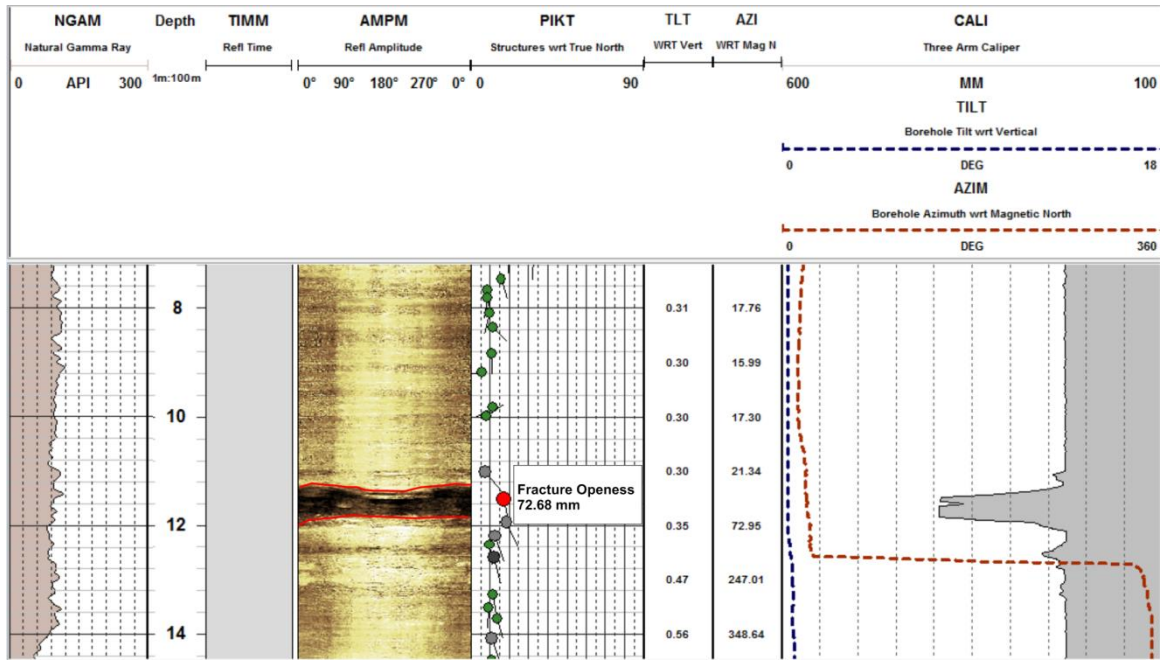 NGAM
Depth
TIMM
AMPM
PIKT
TLT
AZI
CALI
Natural Gamma Ray
Refl Time
Refl Amplitude
Structures wrt True North
WRT Vert
WRT Mag N
Three Arm Caliper
0 API 300
1m:100m
0° 90° 180° 270° 0°
0 90
600 MM 100
TILT
Borehole Tilt wrt Vertical
0 DEG 18
AZIM
Borehole Azimuth wrt Magnetic North
0 DEG 360
8 0.31 17.76
0.30 15.99
10 0.30 17.30
0.30 21.34
Fracture Openess
72.68 mm
12 0.35 72.95
0.47 247.01
14 0.56 348.64